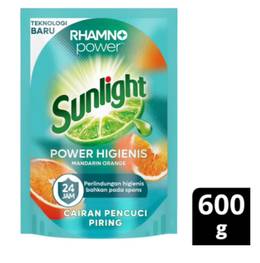 TEKNOLOGI
BARU
RHAMNO
power
Sunlight
POWER HIGIENIS
MANDARIN ORANGE
24
JAM
Perlindungan higienis
bahkan pada spons
CAIRAN PENCUCI
PIRING
600
g